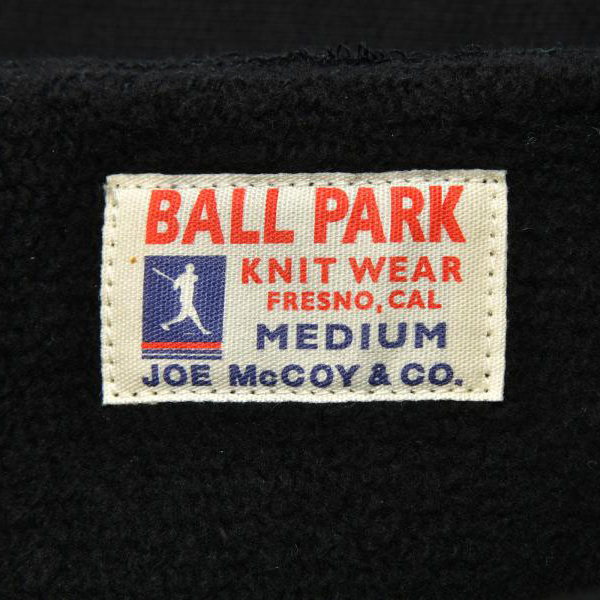 BALL PARK
KNIT WEAR
FRESNO, CAL
MEDIUM
JOE McCOY & CO.